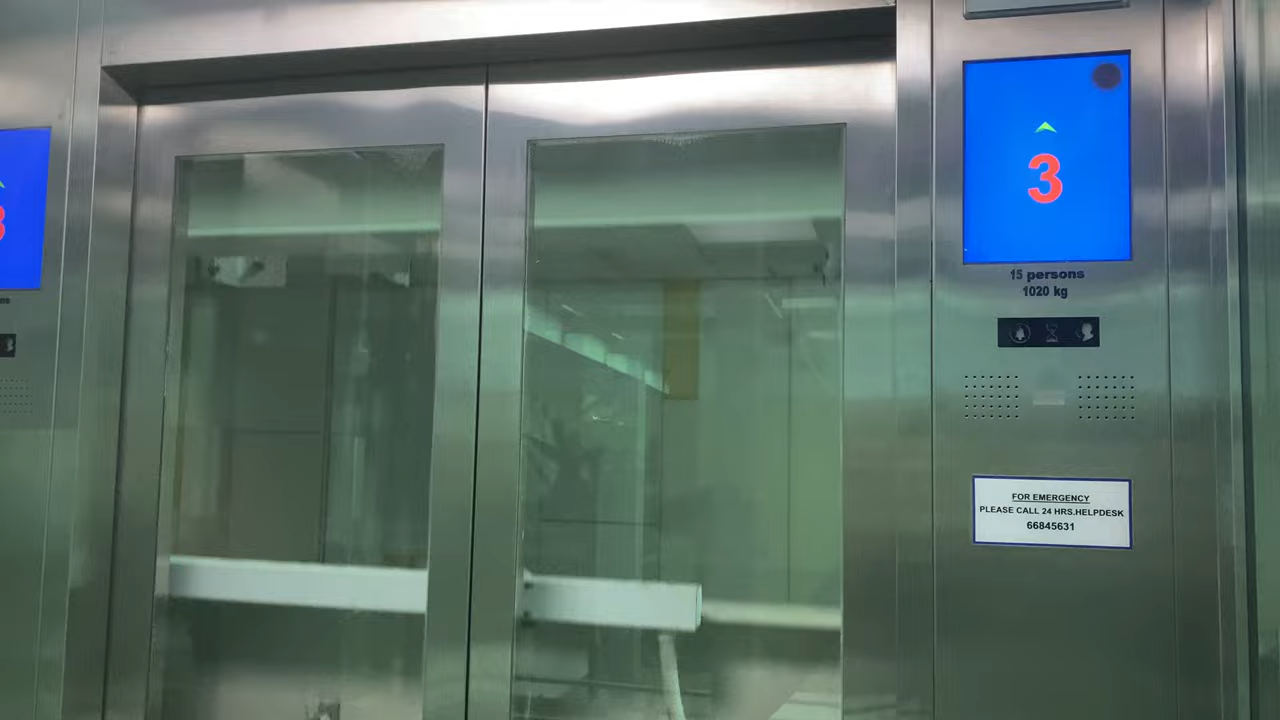 3
15 persons
1020 kg
FOR EMERGENCY
PLEASE CALL 24 HRS.HELPDESK
66845631